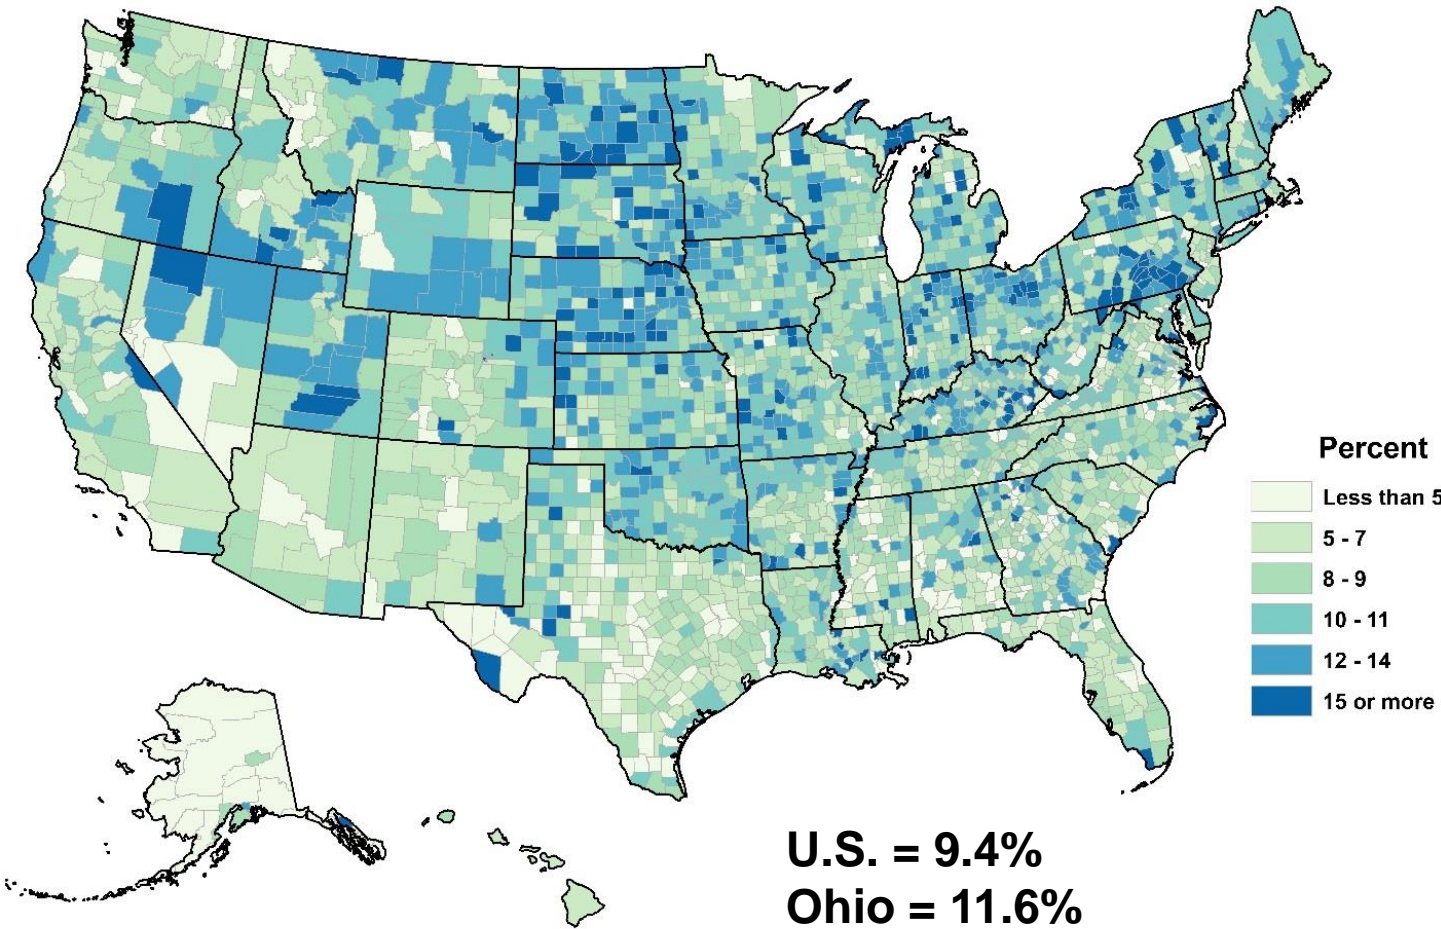 Percent
Less than 5
5 - 7
8 - 9
10 - 11
12 - 14
15 or more
U.S. = 9.4%
Ohio = 11.6%